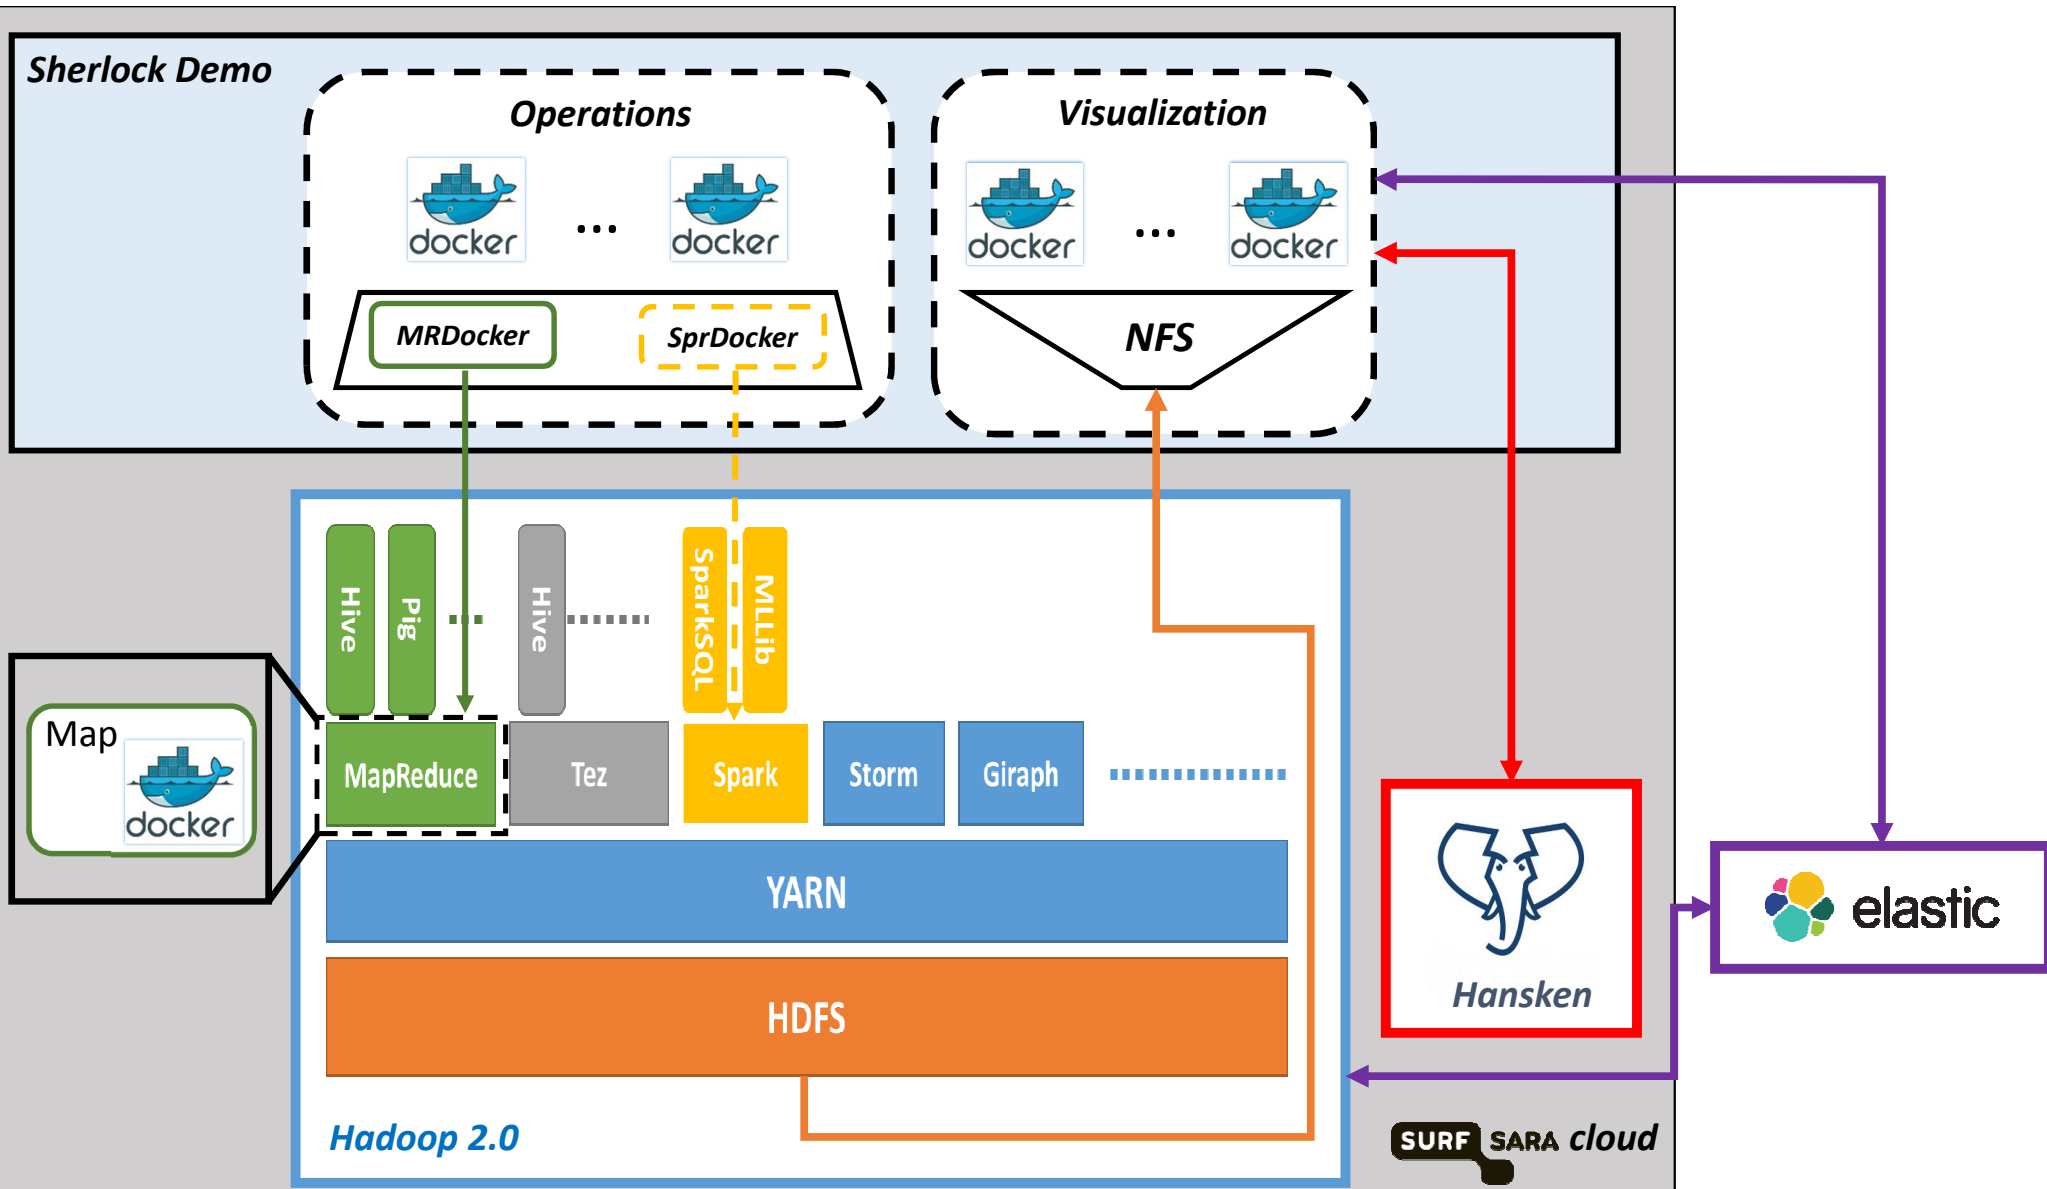 Sherlock Demo
Operations
Visualization
docker
...
docker
docker
...
docker
MRDocker
SprDocker
NFS
Hive
Pig
Hive
SparkSQL
MLLib
Map
docker
MapReduce
Tez
Spark
Storm
Giraph
YARN
HDFS
Hadoop 2.0
Hansken
elastic
SURF SARA cloud